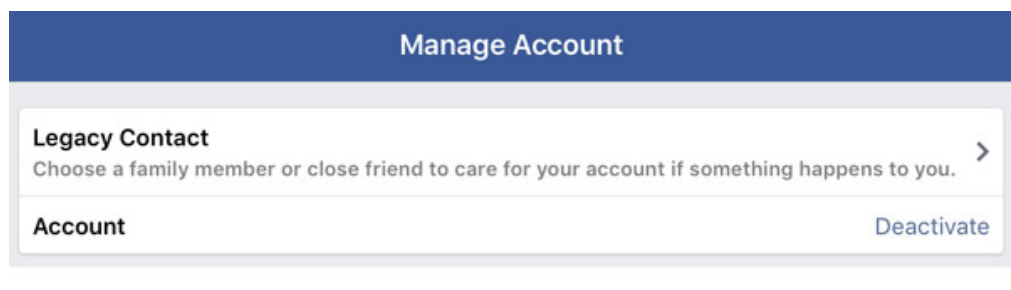 Manage Account
Legacy Contact
Choose a family member or close friend to care for your account if something happens to you.
Account Deactivate